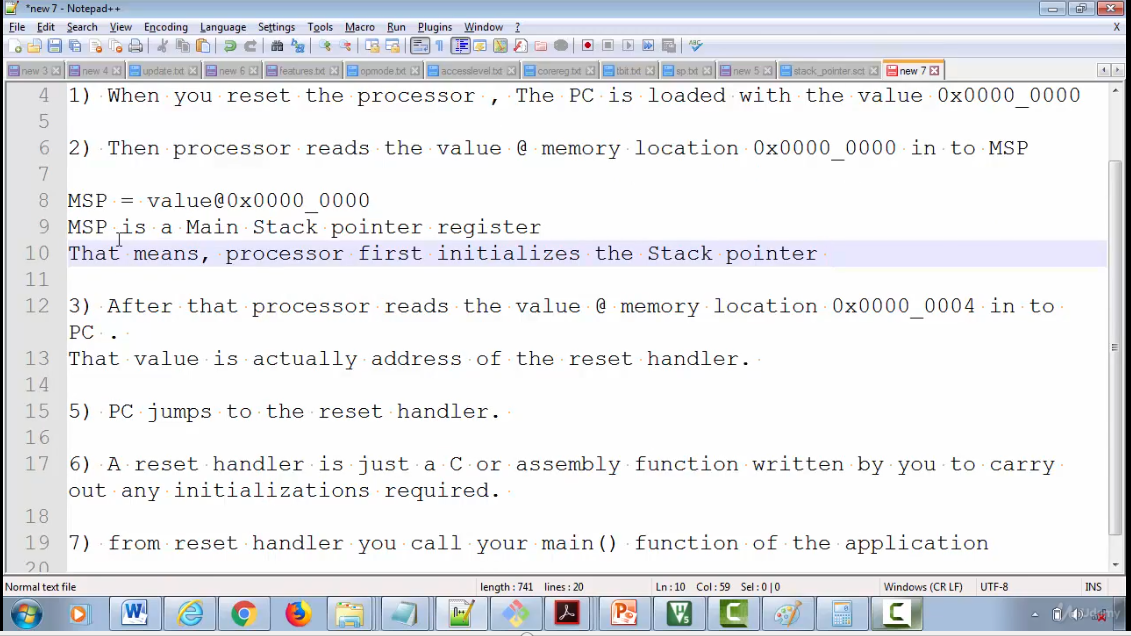 *new 7 - Notepad++
File Edit Search View Encoding Language Settings Tools Macro Run Plugins Window ?
X
new 3 new 4 update.txt new 6 features.txt opmode.txt accesslevel.txt corereg.txt tbit.txt sp.txt new 5 stack_pointer.sct new 7
4 1) When you reset the processor , The PC is loaded with the value 0x0000_0000
5
6 2) Then processor reads the value @ memory location 0x0000_0000 in to MSP
7
8 MSP = value@0x0000_0000
9 MSP is a Main Stack pointer register
10 That means, processor first initializes the Stack pointer
11
12 3) After that processor reads the value @ memory location 0x0000_0004 in to
PC .
13 That value is actually address of the reset handler.
14
15 5) PC jumps to the reset handler.
16
17 6) A reset handler is just a C or assembly function written by you to carry
out any initializations required.
18
19 7) from reset handler you call your main() function of the application
20
Normal text file length : 741 lines : 20 Ln : 10 Col : 59 Sel : 0 | 0 Windows (CR LF) UTF-8 INS
Udemy